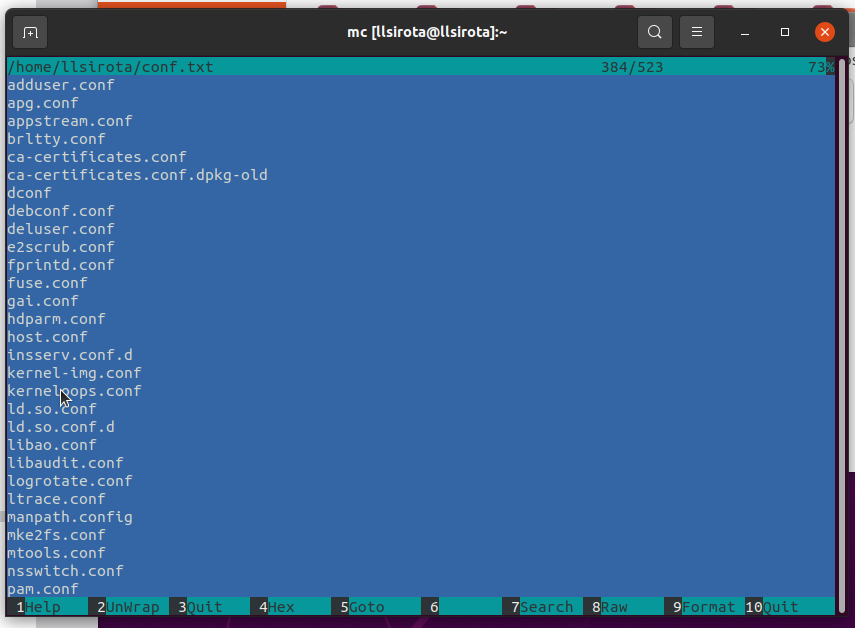 mc [llsirota@llsirota]:~
/home/llsirota/conf.txt 384/523 73%
adduser.conf
apg.conf
appstream.conf
brltty.conf
ca-certificates.conf
ca-certificates.conf.dpkg-old
dconf
debconf.conf
deluser.conf
e2scrub.conf
fprintd.conf
fuse.conf
gai.conf
hdparm.conf
host.conf
insserv.conf.d
kernel-img.conf
kerneloops.conf
ld.so.conf
ld.so.conf.d
libao.conf
libaudit.conf
logrotate.conf
ltrace.conf
manpath.config
mke2fs.conf
mtools.conf
nsswitch.conf
pam.conf
1Help 2UnWrap 3Quit 4Hex 5Goto 6 7Search 8Raw 9Format 10Quit